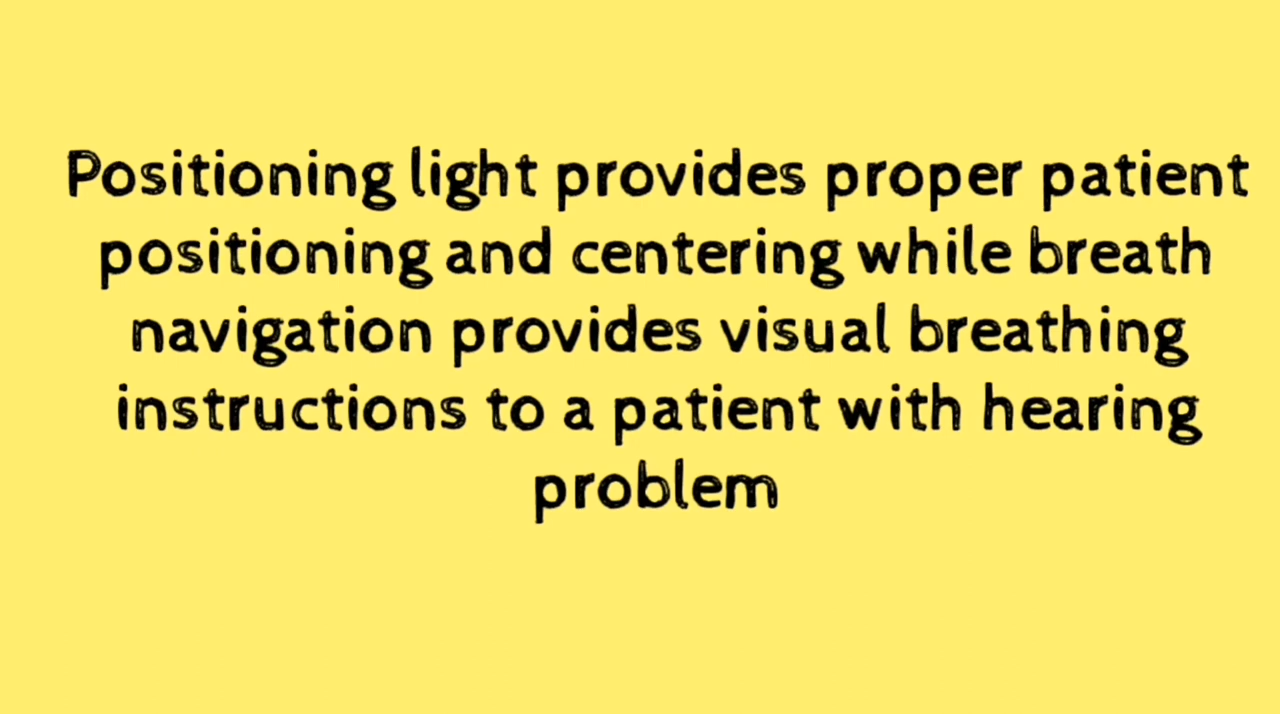 Positioning light provides proper patient
positioning and centering while breath
navigation provides visual breathing
instructions to a patient with hearing
problem